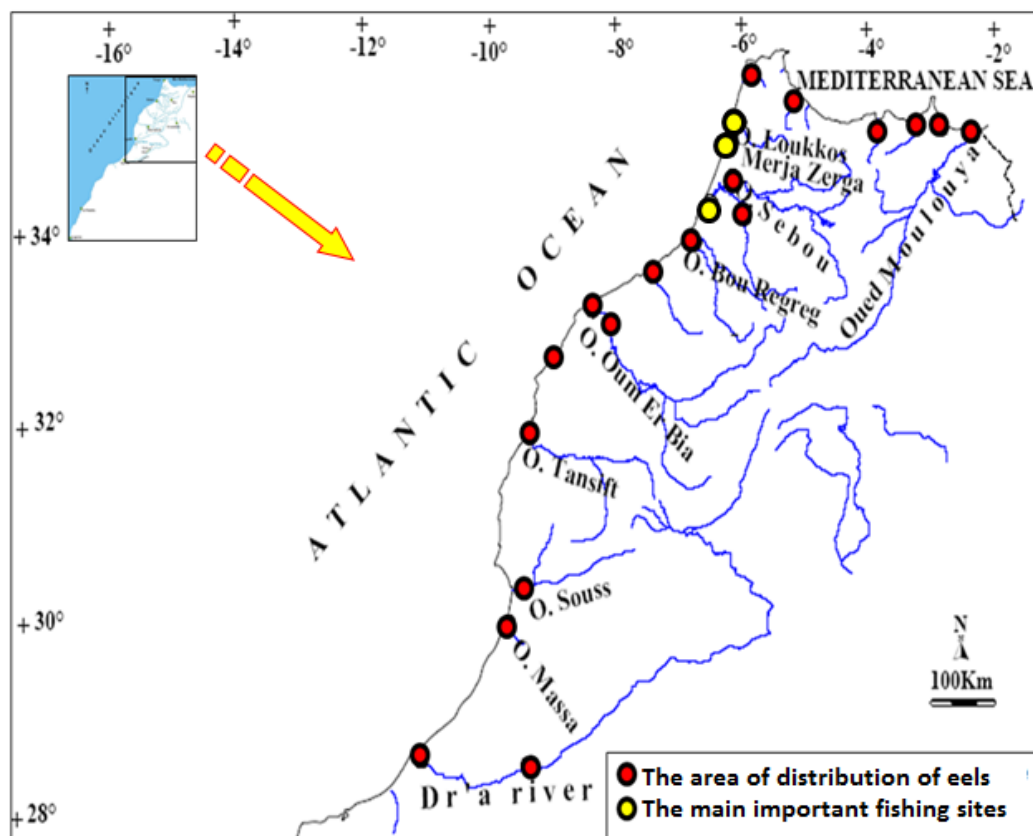 -16° -14° -12° -10° -8° -6° -4° -2°
MEDITERRANEAN SEA
O. Loukkos
Merja Zerga
O. Sebou
+34°
O. Bou Regreg
Oued Moulouya
ATLANTIC OCEAN
O. Oum Er Bia
+32°
O. Tansift
O. Souss
+30°
O. Massa
N
100Km
Dr'a river
+28°
The area of distribution of eels
The main important fishing sites